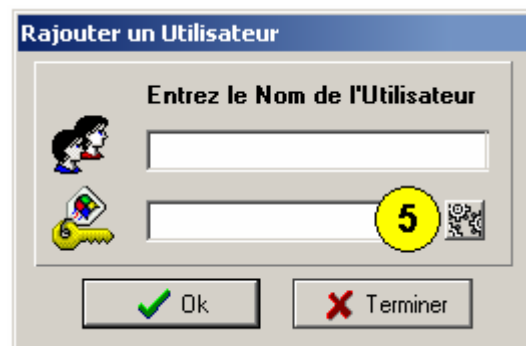 Rajouter un Utilisateur
Entrez le Nom de l'Utilisateur
5
Ok
Terminer